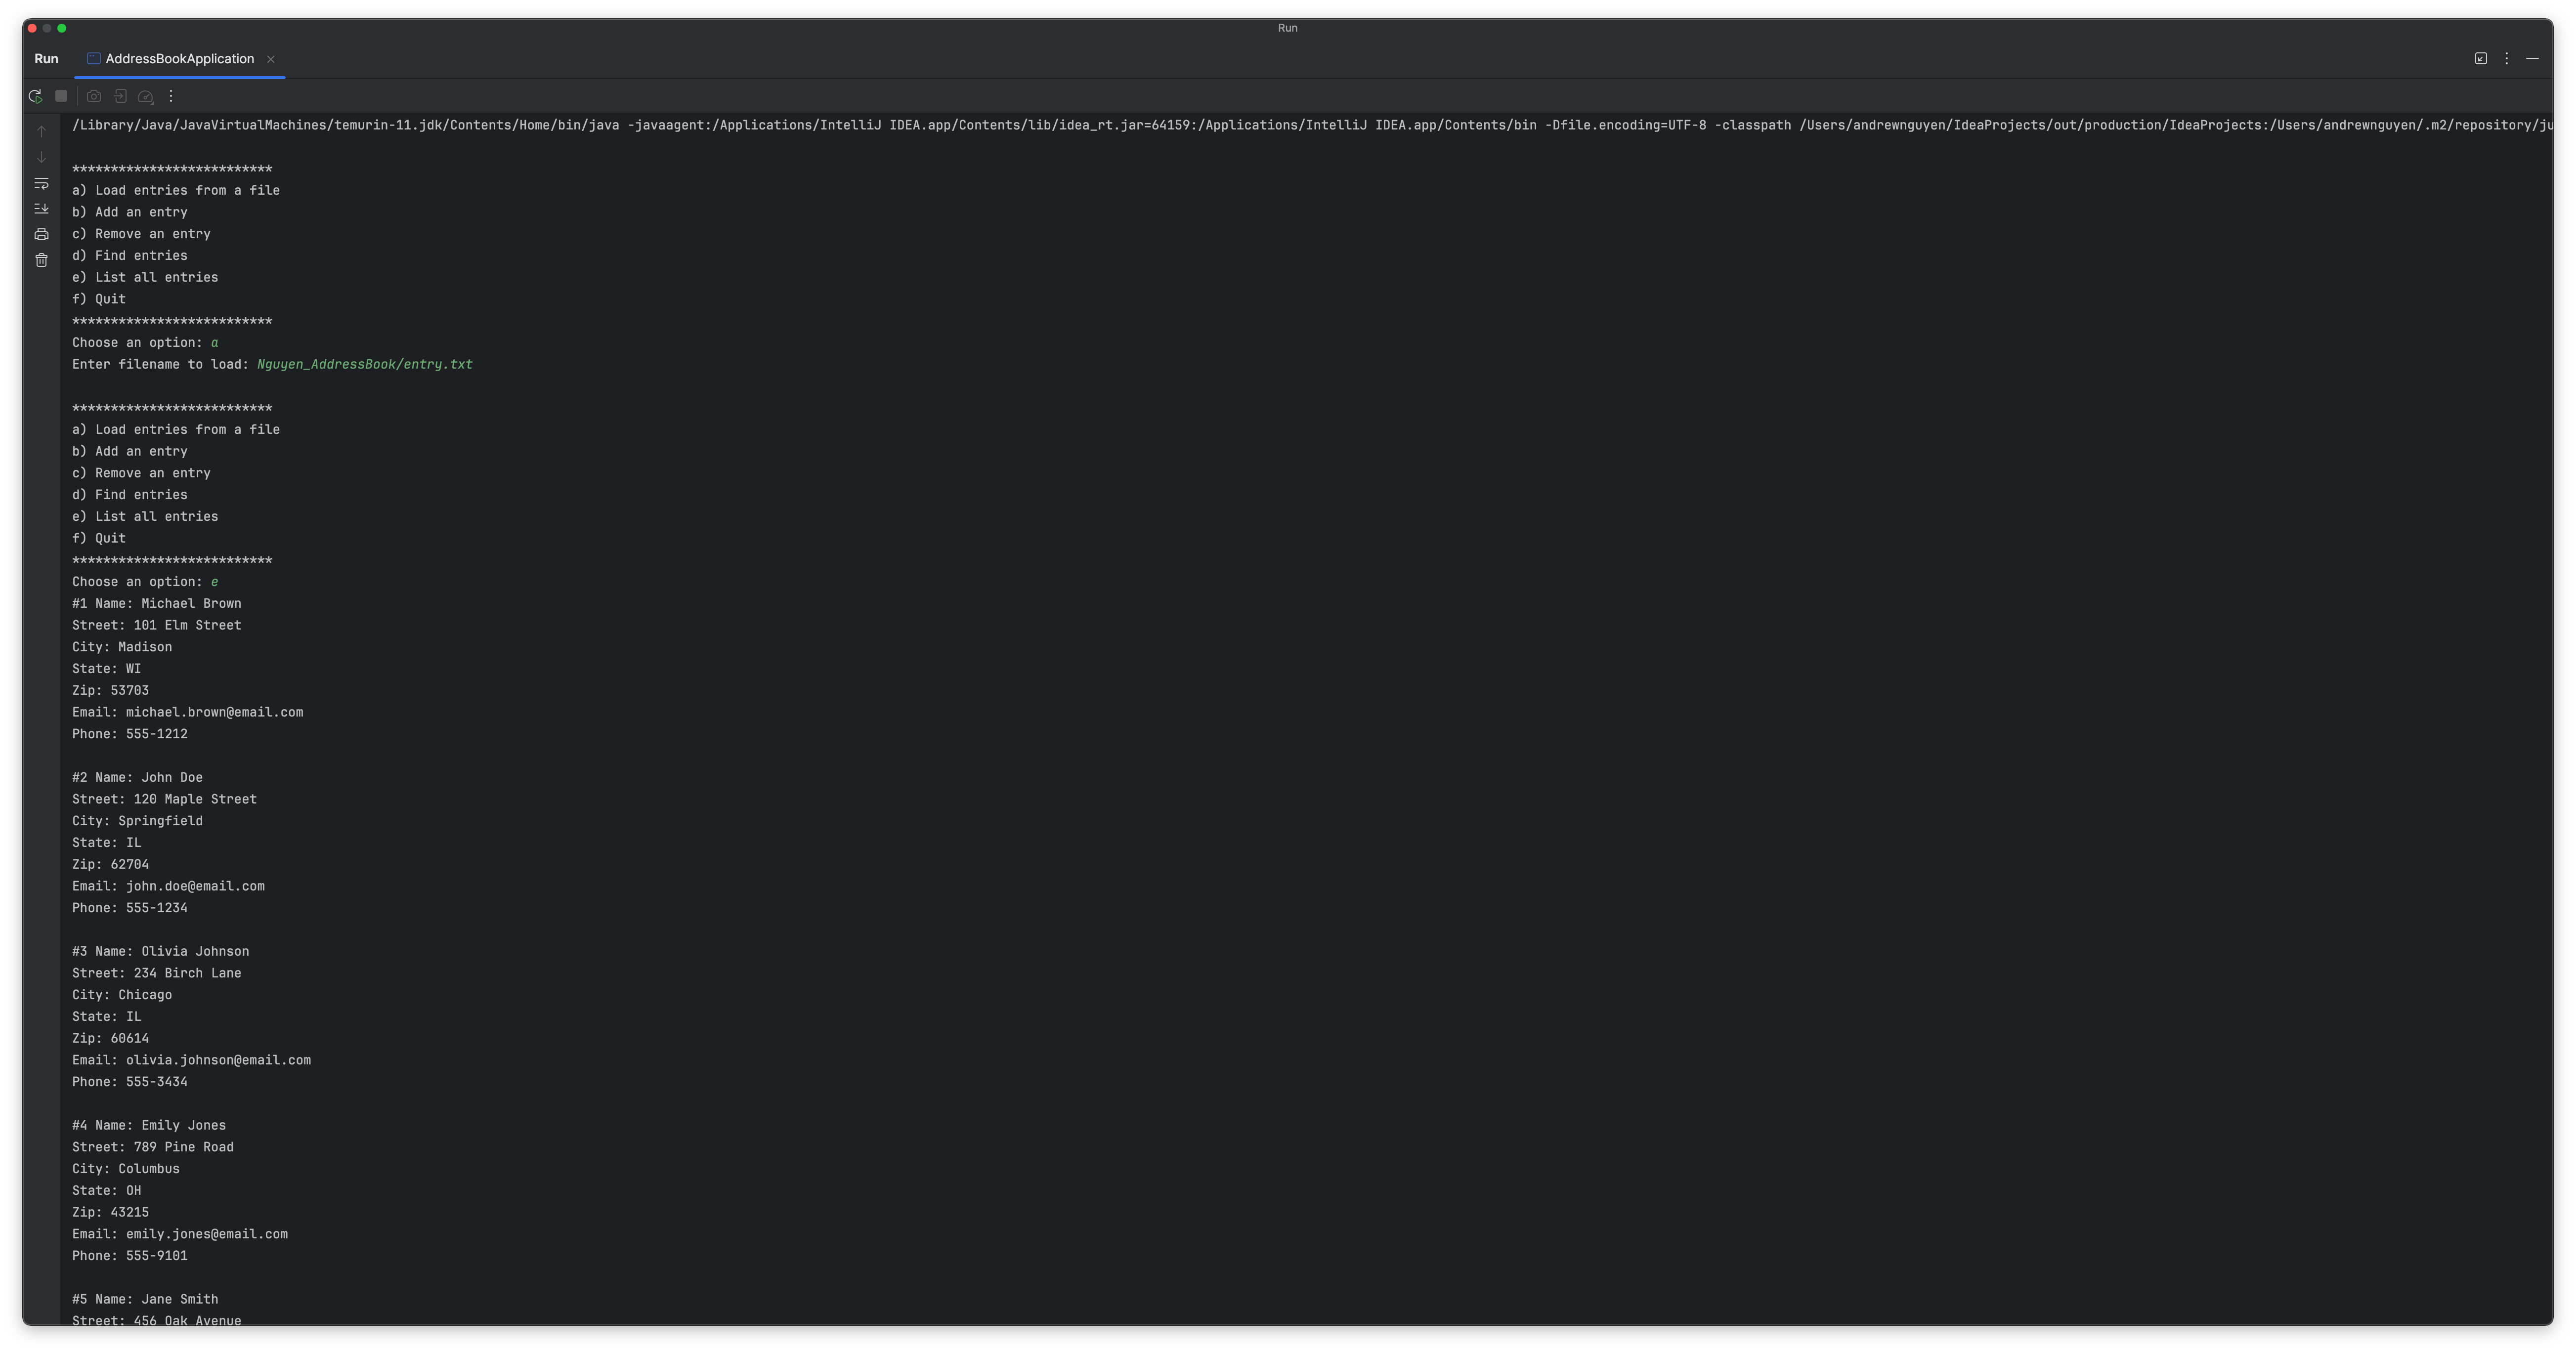 Run
Run
AddressBookApplication
/Library/Java/JavaVirtualMachines/temurin-11.jdk/Contents/Home/bin/java -javaagent:/Applications/IntelliJ IDEA.app/Contents/lib/idea_rt.jar=64159:/Applications/IntelliJ IDEA.app/Contents/bin -Dfile.encoding=UTF-8 -classpath /Users/andrewnguyen/IdeaProjects/out/production/IdeaProjects:/Users/andrewnguyen/.m2/repository/ju
**************************
a) Load entries from a file
b) Add an entry
c) Remove an entry
d) Find entries
e) List all entries
f) Quit
**************************
Choose an option: a
Enter filename to load: Nguyen_AddressBook/entry.txt
**************************
a) Load entries from a file
b) Add an entry
c) Remove an entry
d) Find entries
e) List all entries
f) Quit
**************************
Choose an option: e
#1 Name: Michael Brown
Street: 101 Elm Street
City: Madison
State: WI
Zip: 53703
Email: michael.brown@email.com
Phone: 555-1212
#2 Name: John Doe
Street: 120 Maple Street
City: Springfield
State: IL
Zip: 62704
Email: john.doe@email.com
Phone: 555-1234
#3 Name: Olivia Johnson
Street: 234 Birch Lane
City: Chicago
State: IL
Zip: 60614
Email: olivia.johnson@email.com
Phone: 555-3434
#4 Name: Emily Jones
Street: 789 Pine Road
City: Columbus
State: OH
Zip: 43215
Email: emily.jones@email.com
Phone: 555-9101
#5 Name: Jane Smith
Street: 456 Oak Avenue